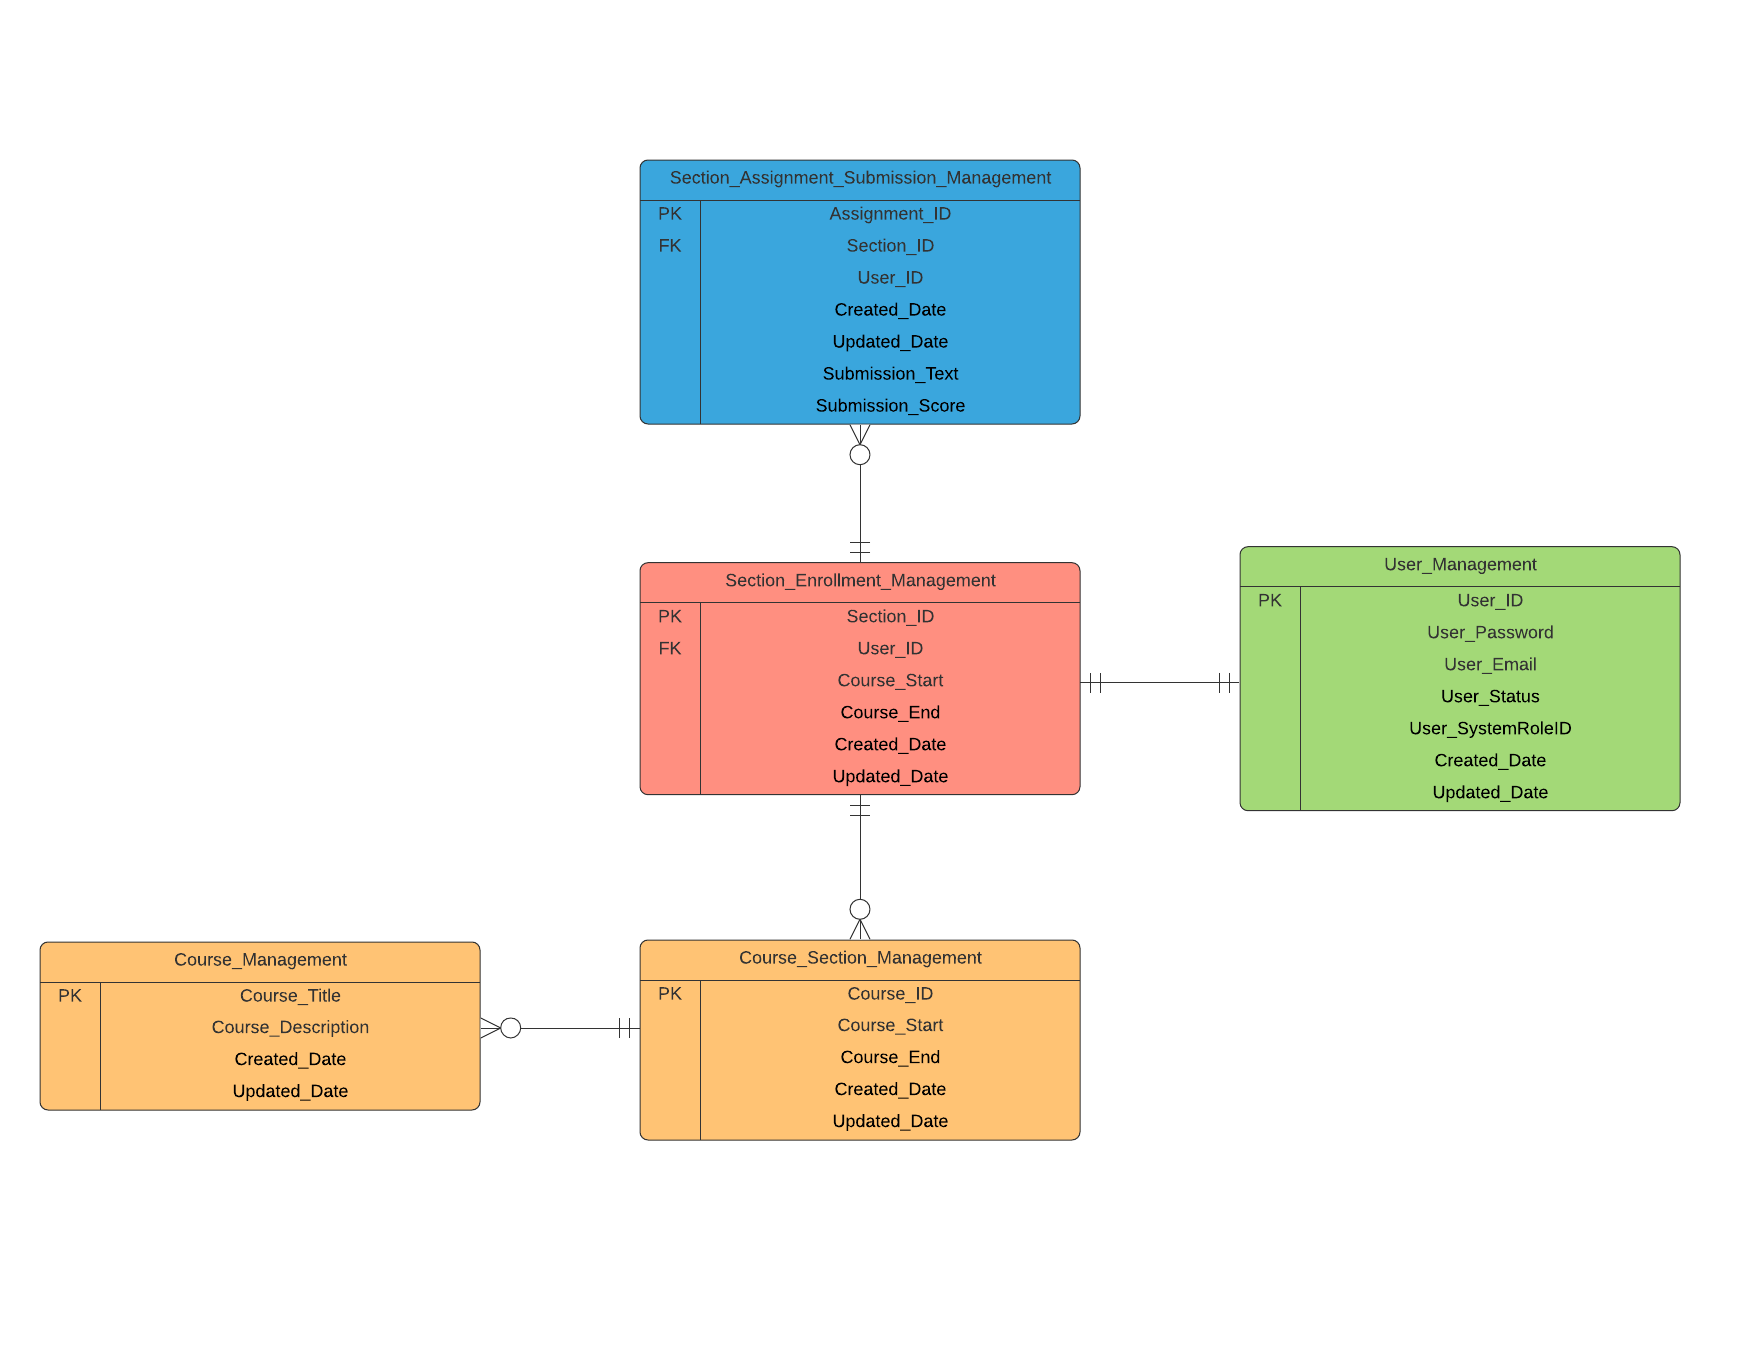 Section_Assignment_Submission_Management
PK Assignment_ID
FK Section_ID
User_ID
Created_Date
Updated_Date
Submission_Text
Submission_Score
Section_Enrollment_Management
PK Section_ID
FK User_ID
Course_Start
Course_End
Created_Date
Updated_Date
User_Management
PK User_ID
User_Password
User_Email
User_Status
User_SystemRoleID
Created_Date
Updated_Date
Course_Management
PK Course_Title
Course_Description
Created_Date
Updated_Date
Course_Section_Management
PK Course_ID
Course_Start
Course_End
Created_Date
Updated_Date